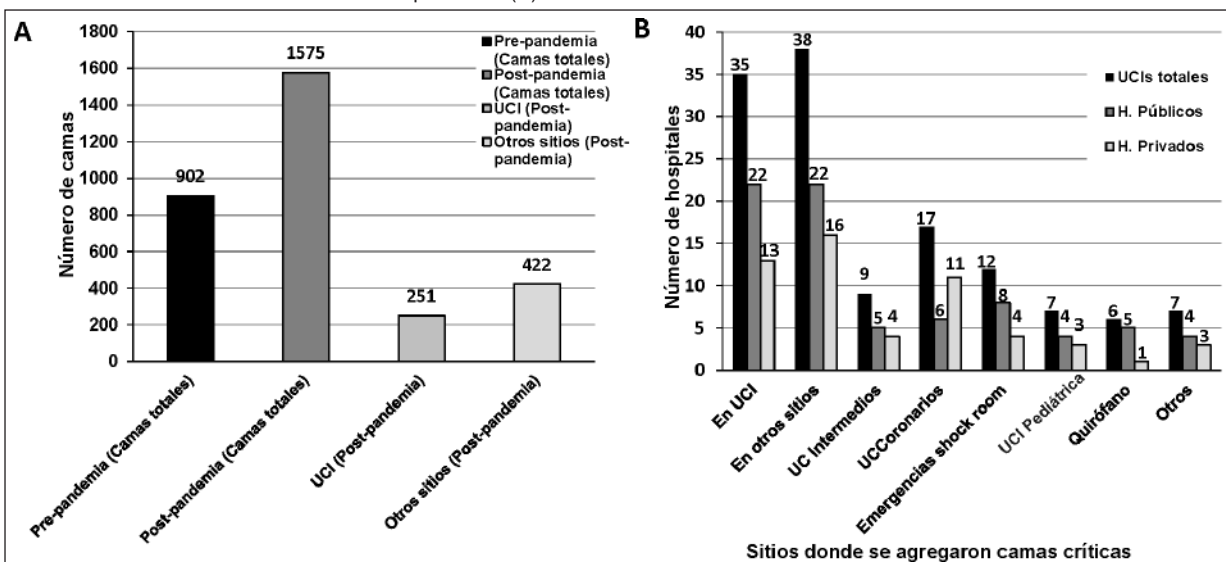 A
Número de camas
1800
1600
1400
1200
1000
800
600
400
200
0
902
1575
251
422
Pre-pandemia
(Camas totales)
Post-pandemia
(Camas totales)
UCI (Post-
pandemia)
Otros sitios (Post-
pandemia)
Pre-pandemia (Camas totales)
Post-pandemia (Camas totales)
UCI (Post-pandemia)
Otros sitios (Post-pandemia)
B
Número de hospitales
40
35
30
25
20
15
10
5
0
35
22
13
38
22
16
9
5
4
17
6
11
12
8
4
7
4
3
6
5
1
7
4
3
UCIs totales
H. Públicos
H. Privados
En UCI
En otros sitios
UC Intermedios
UCCoronarios
Emergencias shock room
UCI Pediátrica
Quirófano
Otros
Sitios donde se agregaron camas críticas